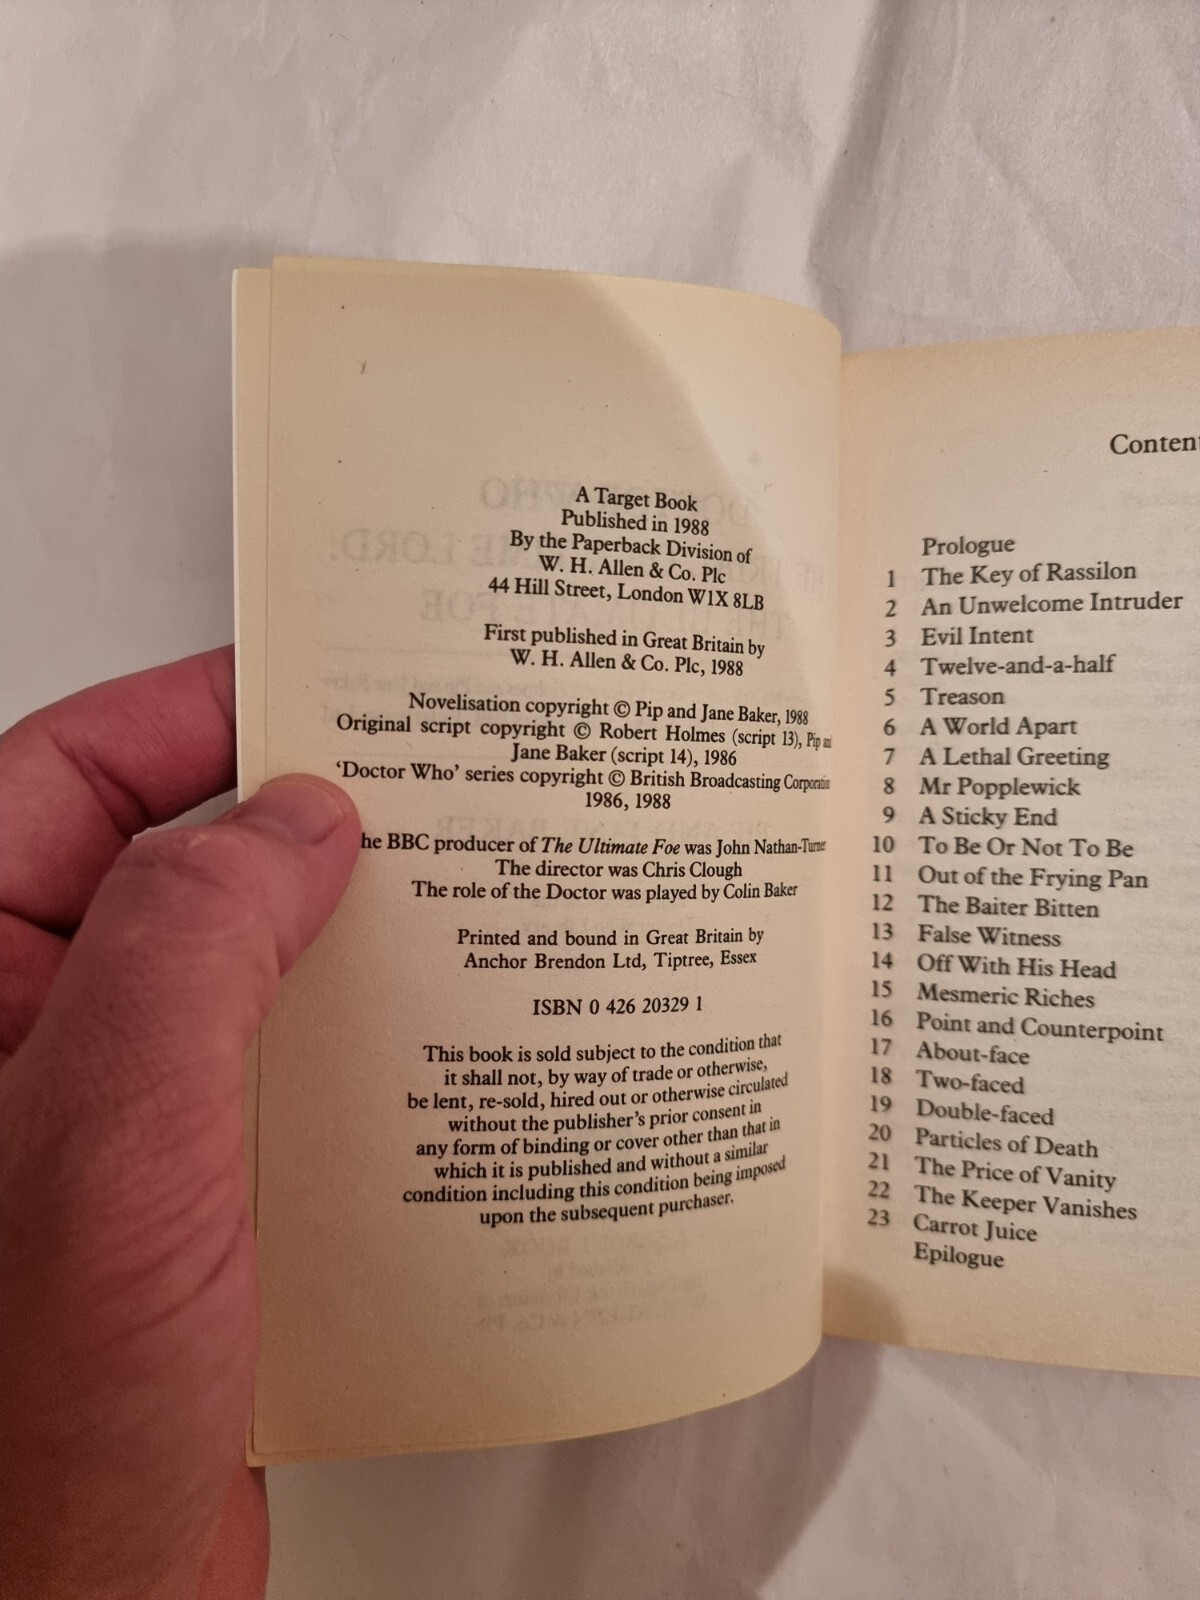 A Target Book
Published in 1988
By the Paperback Division of
W. H. Allen & Co. Plc
44 Hill Street, London W1X 8LB
First published in Great Britain by
W. H. Allen & Co. Plc, 1988
Novelisation copyright © Pip and Jane Baker, 1988
Original script copyright © Robert Holmes (script 13), Pip and
Jane Baker (script 14), 1986
‘Doctor Who’ series copyright © British Broadcasting Corporation
1986, 1988
he BBC producer of The Ultimate Foe was John Nathan-Turner
The director was Chris Clough
The role of the Doctor was played by Colin Baker
Printed and bound in Great Britain by
Anchor Brendon Ltd, Tiptree, Essex
ISBN 0 426 20329 1
This book is sold subject to the condition that
it shall not, by way of trade or otherwise,
be lent, re-sold, hired out or otherwise circulated
without the publisher’s prior consent in
any form of binding or cover other than that in
which it is published and without a similar
condition including this condition being imposed
upon the subsequent purchaser.
Content
Prologue
1 The Key of Rassilon
2 An Unwelcome Intruder
3 Evil Intent
4 Twelve-and-a-half
5 Treason
6 A World Apart
7 A Lethal Greeting
8 Mr Popplewick
9 A Sticky End
10 To Be Or Not To Be
11 Out of the Frying Pan
12 The Baiter Bitten
13 False Witness
14 Off With His Head
15 Mesmeric Riches
16 Point and Counterpoint
17 About-face
18 Two-faced
19 Double-faced
20 Particles of Death
21 The Price of Vanity
22 The Keeper Vanishes
23 Carrot Juice
Epilogue